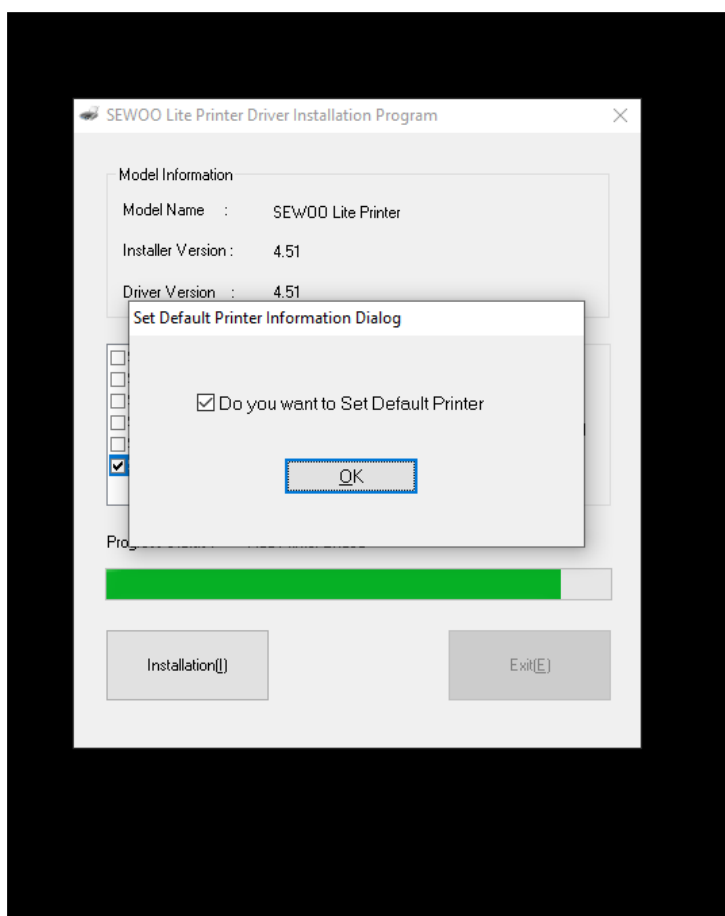 SEWOO Lite Printer Driver Installation Program
Model Information
Model Name : SEWOO Lite Printer
Installer Version : 4.51
Driver Version : 4.51
Set Default Printer Information Dialog
Do you want to Set Default Printer
OK
Installation(I)
Exit(E)